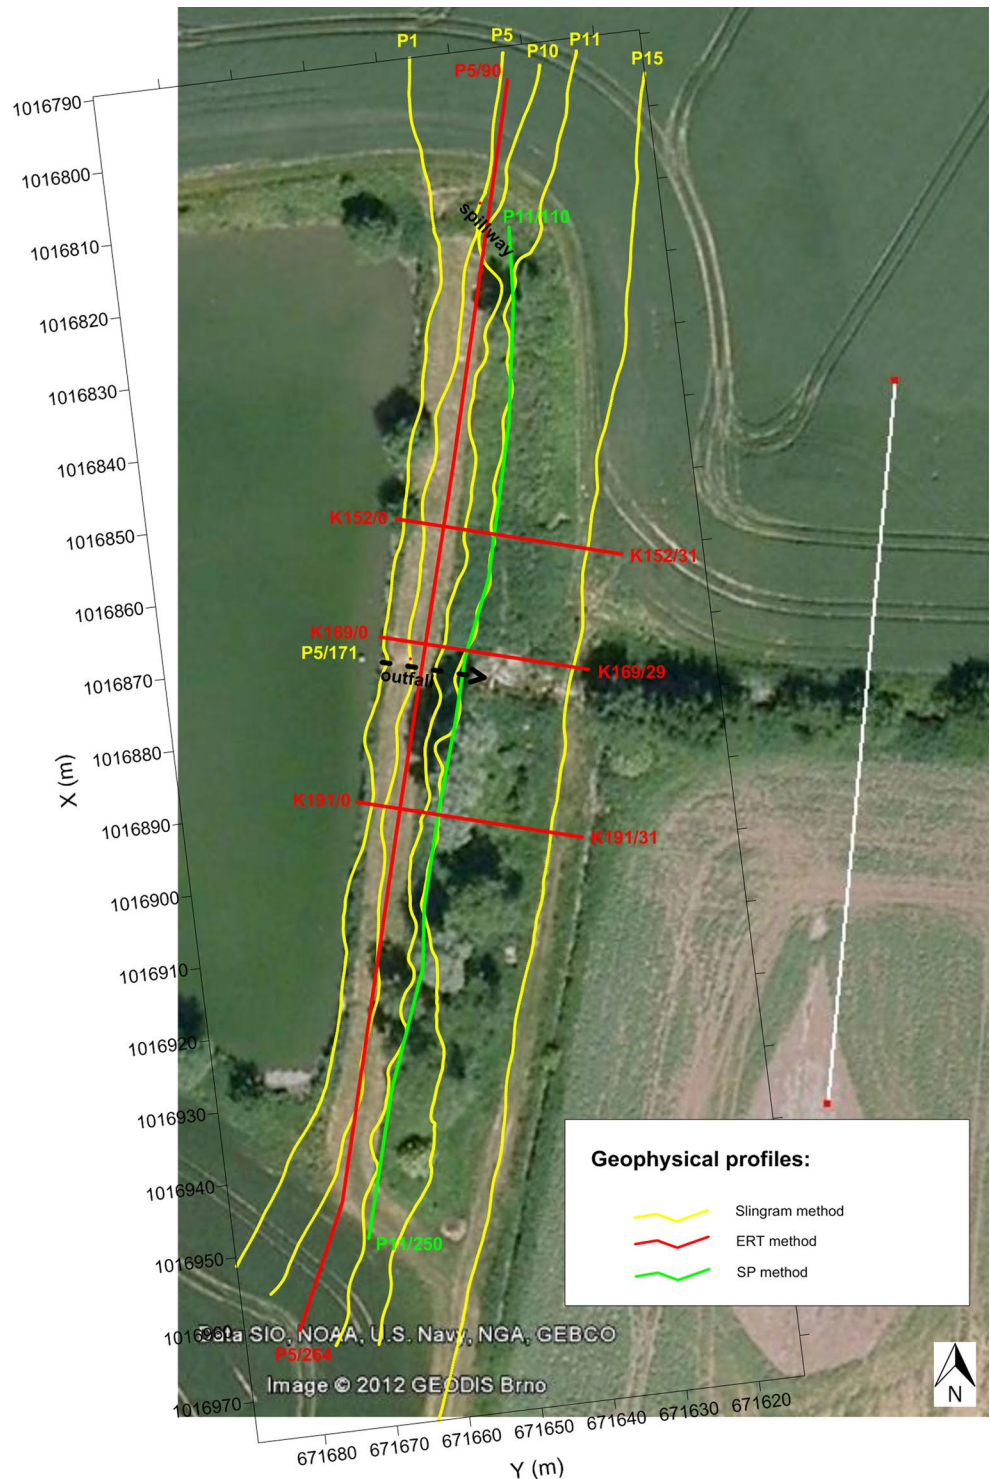 P1
P5
P10
P11
P15
P5/90
1016790
1016800
1016810
1016820
1016830
1016840
1016850
1016860
1016870
1016880
1016890
1016900
1016910
1016920
1016930
1016940
1016950
1016960
1016970
spillway
P11/110
K152/0
K152/31
K169/0
K169/29
P5/171
outfall
K191/0
K191/31
X (m)
P11/250
P5/264
Geophysical profiles:
Slingram method
ERT method
SP method
Data SIO, NOAA, U.S. Navy, NGA, GEBCO
Image © 2012 GEODIS Brno
N
671680 671670 671660 671650 671640 671630 671620
Y (m)